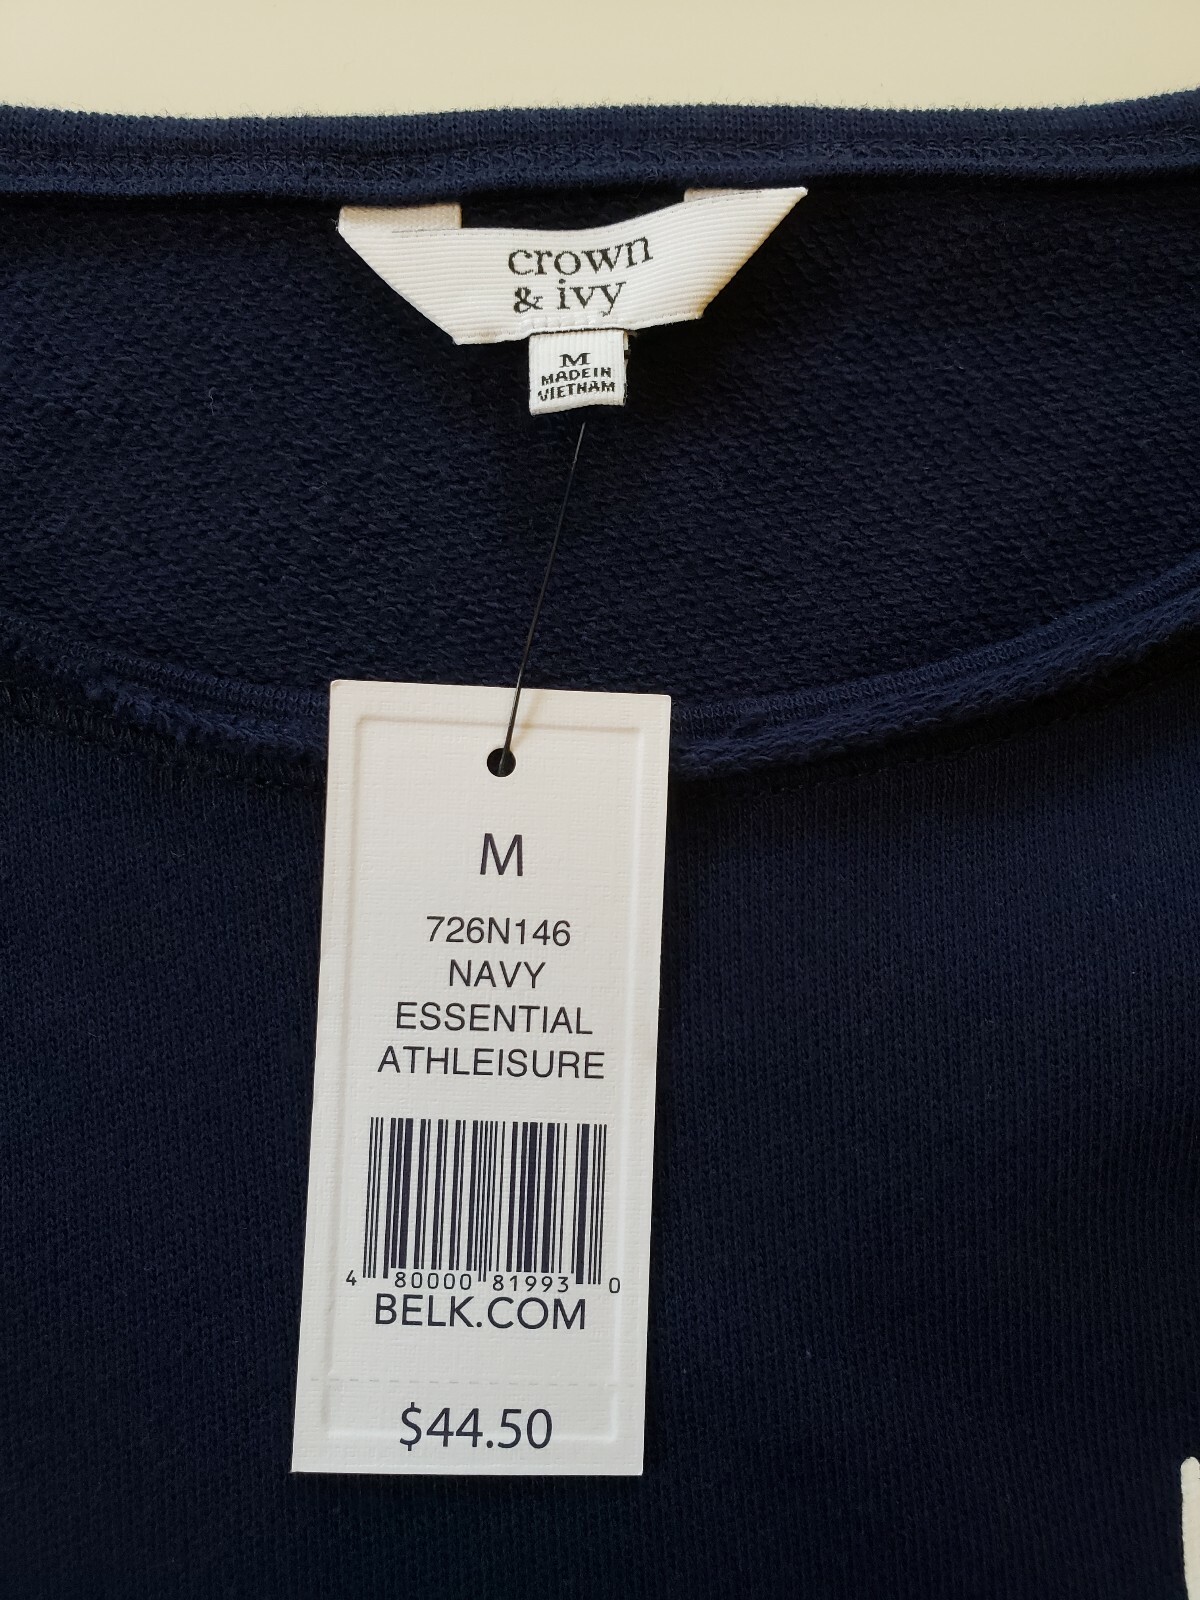 crown
& ivy
M
MADE IN
VIETNAM
M
726N146
NAVY
ESSENTIAL
ATHLEISURE
4 80000 81993 0
BELK.COM
$44.50